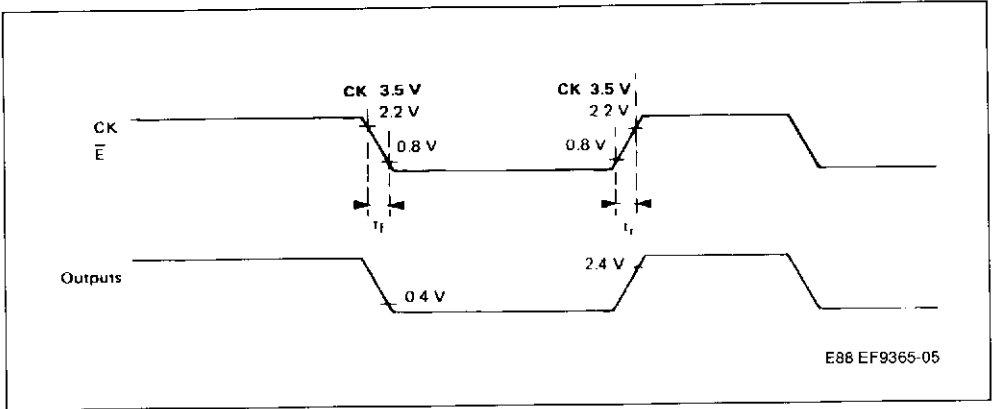 CK 3.5 V
2.2 V
CK 3.5 V
2 2 V
CK
E̅
0.8 V
0.8 V
tf
tr
Outputs
0 4 V
2.4 V
E88 EF9365-05